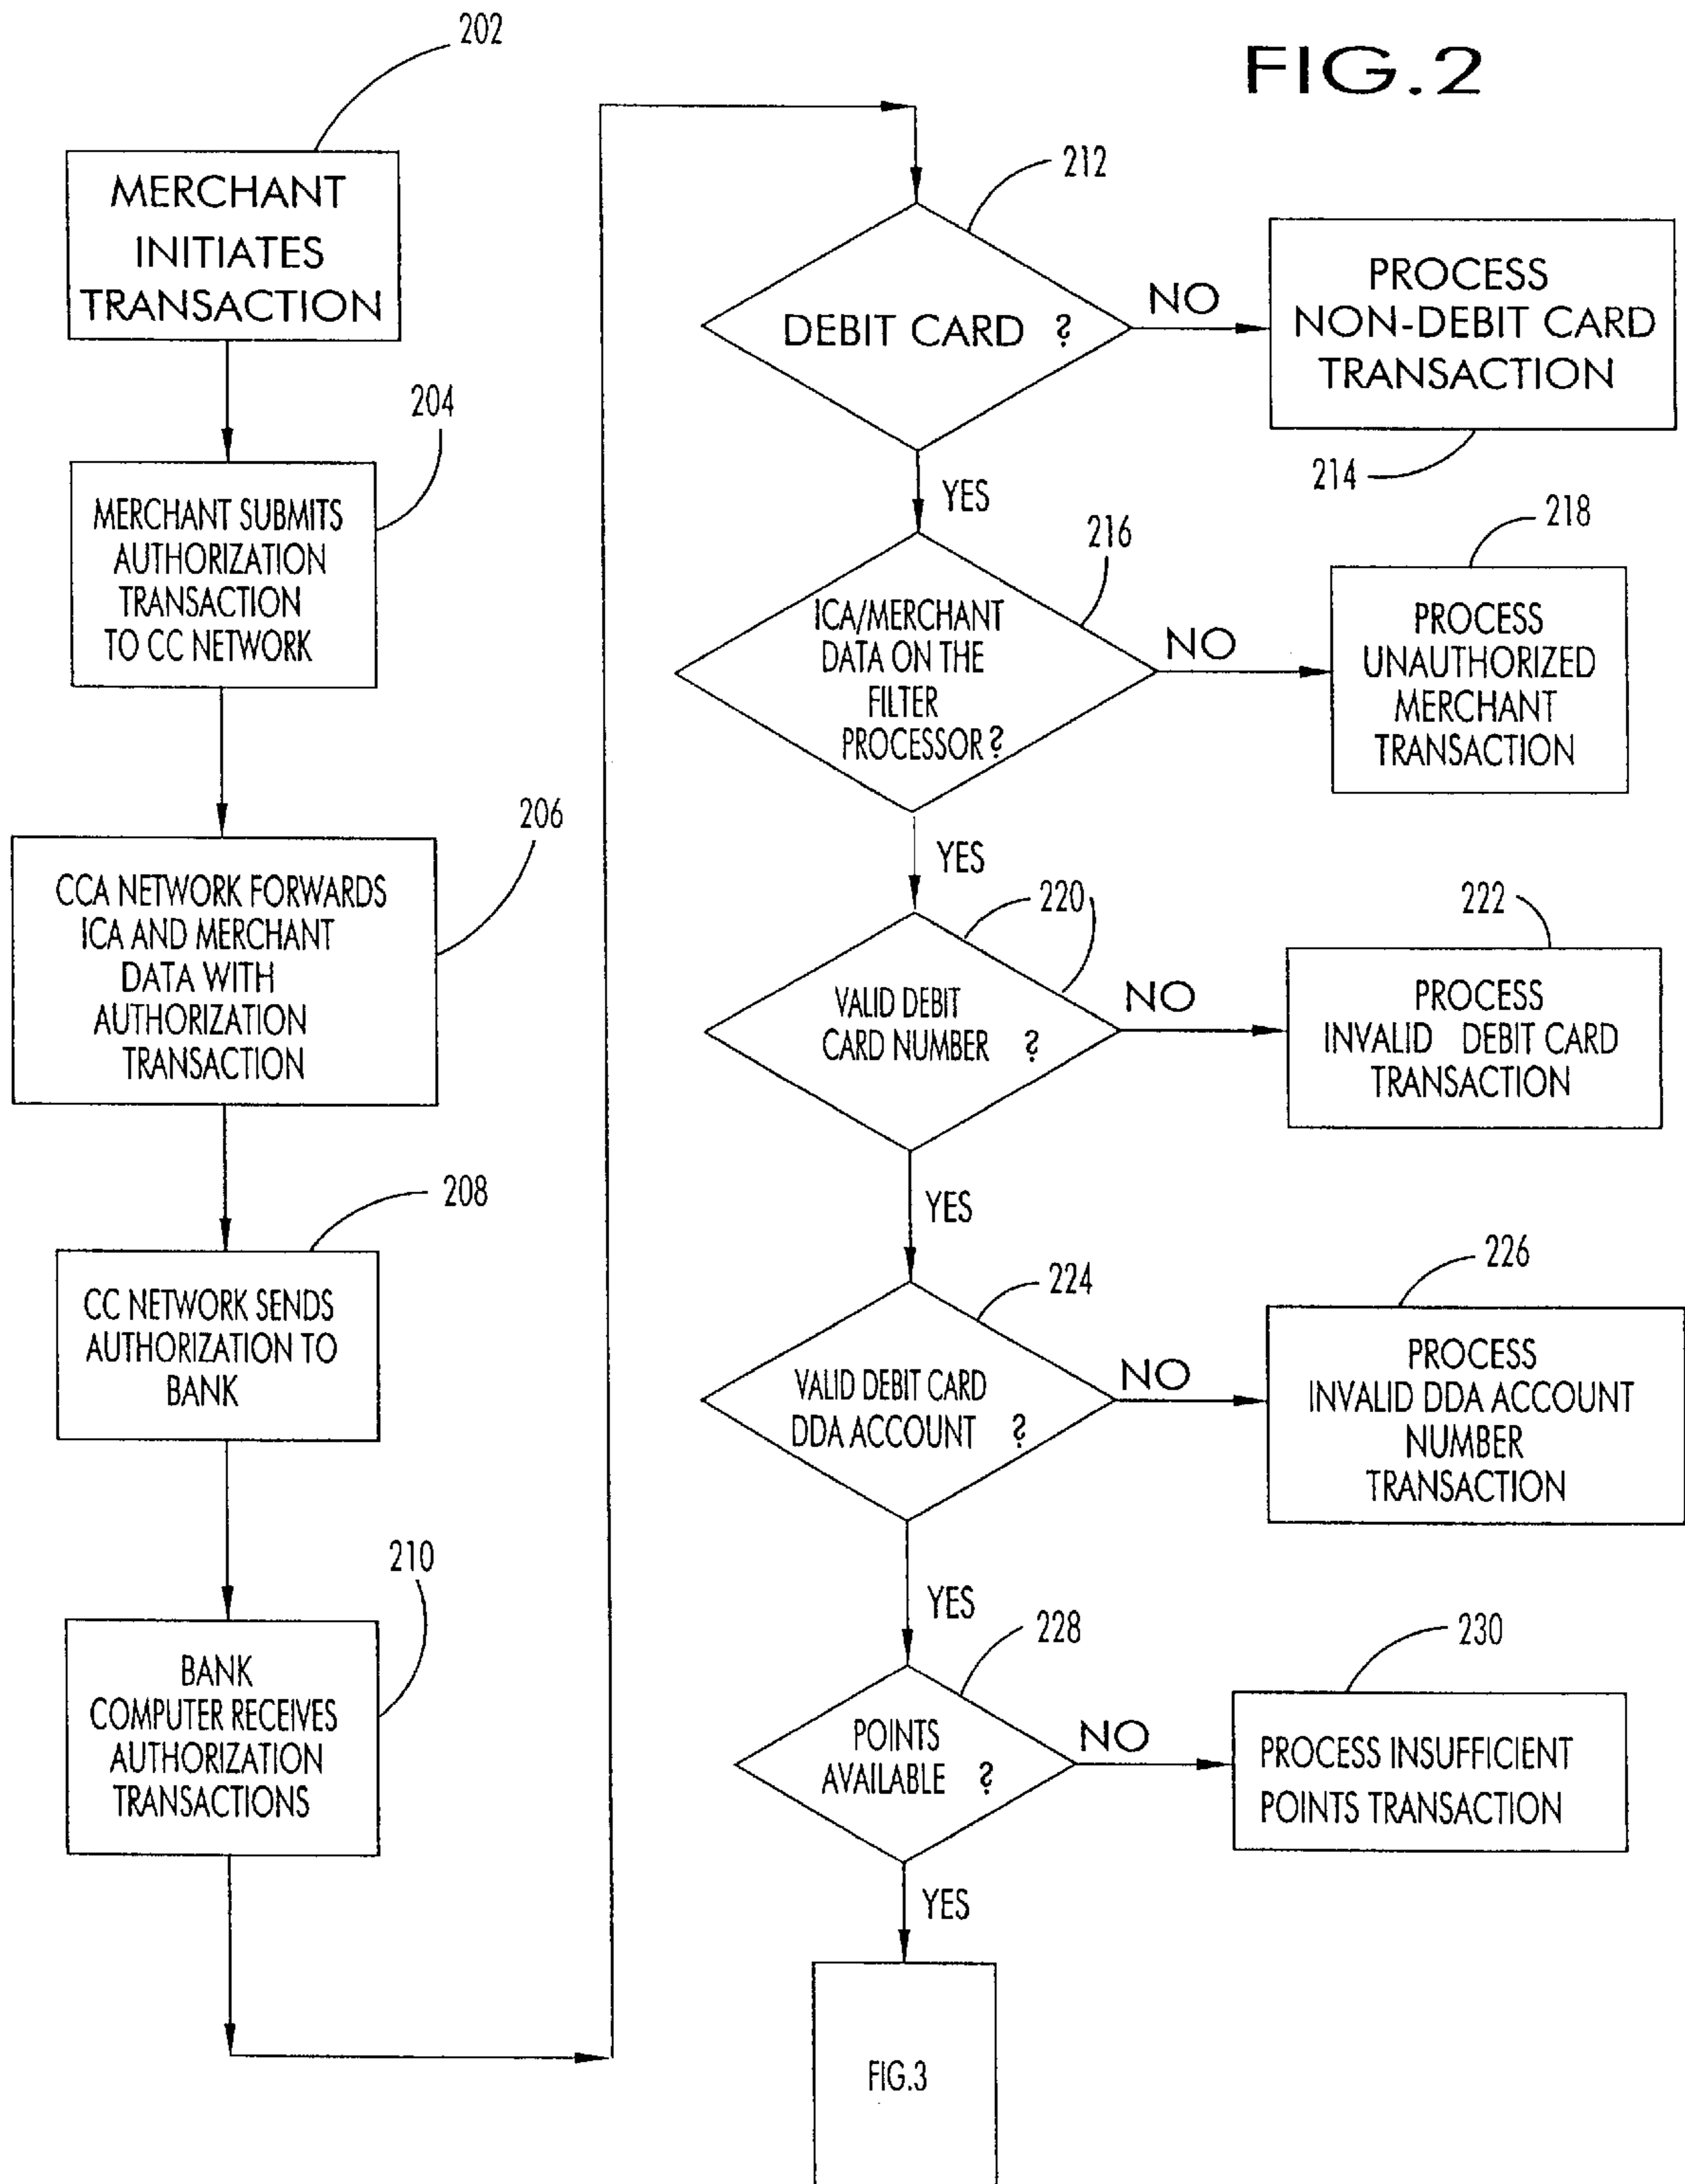 FIG.2
202
MERCHANT
INITIATES
TRANSACTION
204
MERCHANT SUBMITS
AUTHORIZATION
TRANSACTION
TO CC NETWORK
206
CCA NETWORK FORWARDS
ICA AND MERCHANT
DATA WITH
AUTHORIZATION
TRANSACTION
208
CC NETWORK SENDS
AUTHORIZATION TO
BANK
210
BANK
COMPUTER RECEIVES
AUTHORIZATION
TRANSACTIONS
212
DEBIT CARD ?
NO
PROCESS
NON-DEBIT CARD
TRANSACTION
214
YES
216
ICA/MERCHANT
DATA ON THE
FILTER
PROCESSOR?
NO
218
PROCESS
UNAUTHORIZED
MERCHANT
TRANSACTION
YES
220
VALID DEBIT
CARD NUMBER ?
NO
222
PROCESS
INVALID DEBIT CARD
TRANSACTION
YES
224
VALID DEBIT CARD
DDA ACCOUNT ?
NO
226
PROCESS
INVALID DDA ACCOUNT
NUMBER
TRANSACTION
YES
228
POINTS
AVAILABLE ?
NO
230
PROCESS INSUFFICIENT
POINTS TRANSACTION
YES
FIG.3